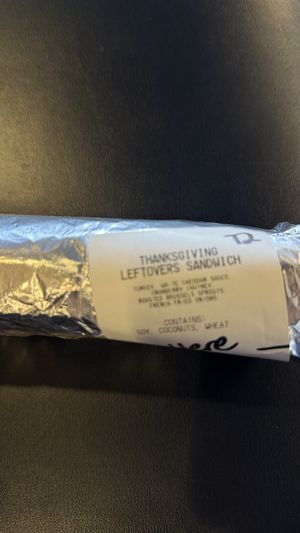 THANKSGIVING
LEFTOVERS SANDWICH
TURKEY, WHITE CHEDDAR SAUCE,
CRANBERRY CHUTNEY,
ROASTED BRUSSELS SPROUTS,
FRENCH FRIED ONIONS
CONTAINS:
SOY, COCONUTS, WHEAT